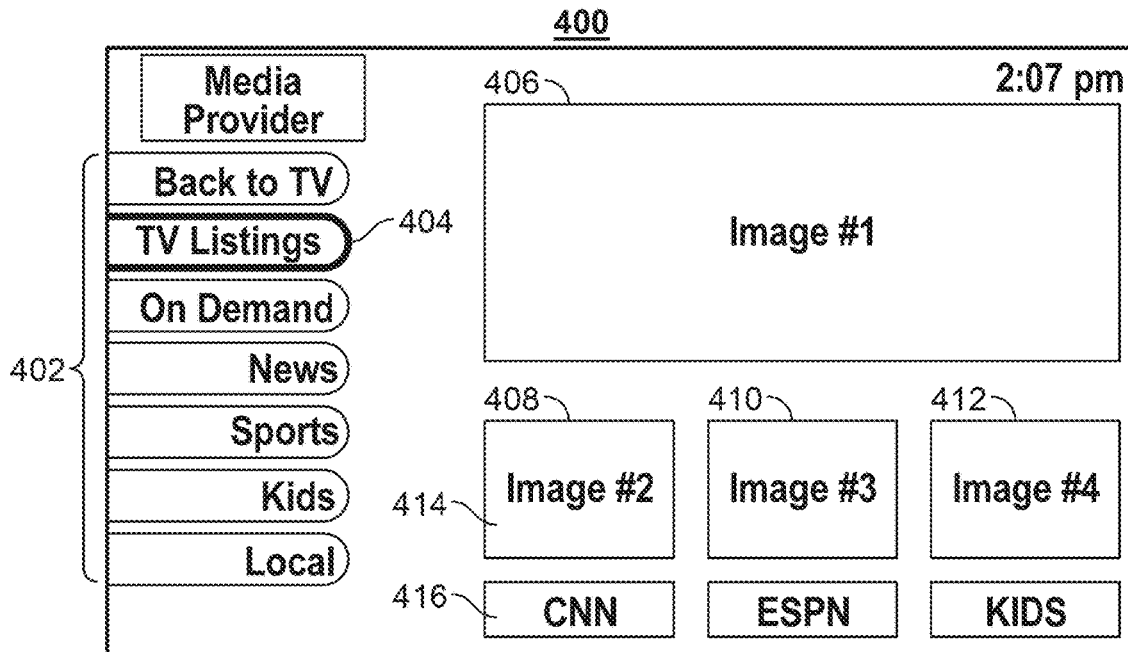 400
Media
Provider
2:07 pm
406
Back to TV
TV Listings
404
Image #1
On Demand
402
News
Sports
408
410
412
Kids
Image #2
Image #3
Image #4
414
Local
416
CNN
ESPN
KIDS